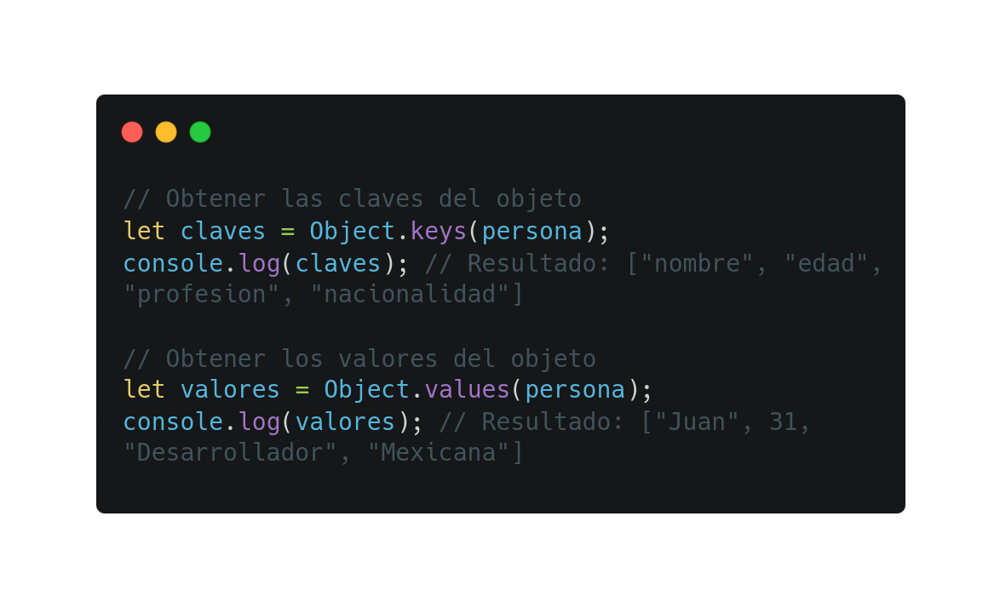 // Obtener las claves del objeto
let claves = Object.keys(persona);
console.log(claves); // Resultado: ["nombre", "edad",
"profesion", "nacionalidad"]
// Obtener los valores del objeto
let valores = Object.values(persona);
console.log(valores); // Resultado: ["Juan", 31,
"Desarrollador", "Mexicana"]